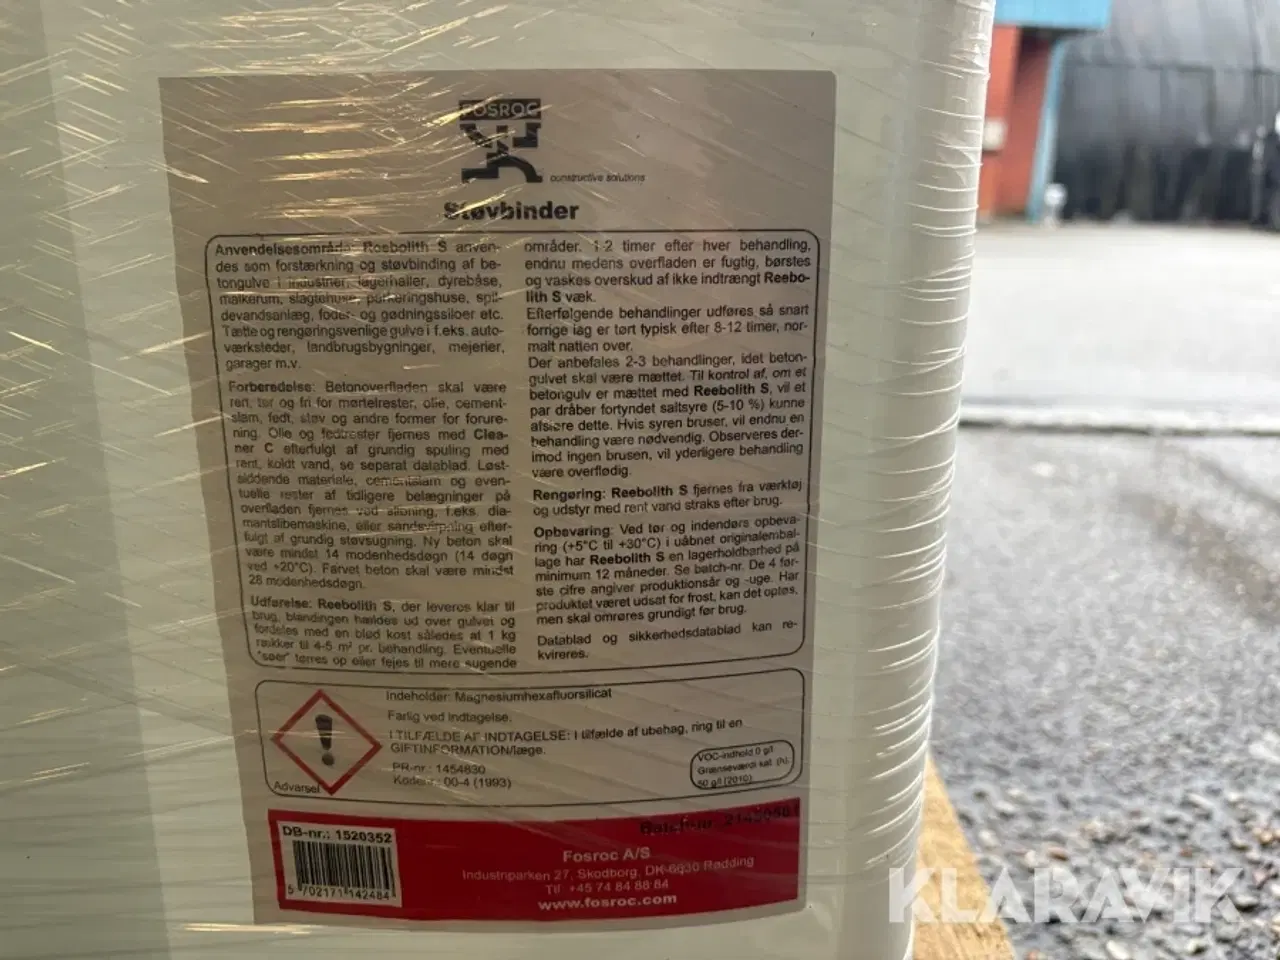 FOSROC
constructive solutions
Støvbinder
Anvendelsesområde: Reebolith S anven-
des som forstærkning og støvbinding af be-
tongulve i industrier, lagerhaller, dyrebåse,
malkerum, slagtehuse, parkeringshuse, spil-
devandsanlæg, foder- og gødningssiloer etc.
Tætte og rengøringsvenlige gulve i f.eks. auto-
værksteder, landbrugsbygninger, mejerier,
garager m.v.
Forberedelse: Betonoverfladen skal være
ren, tør og fri for mørtelrester, olie, cement-
slam, fedt, støv og andre former for forure-
ning. Olie og fedtrester fjernes med Clea-
ner C efterfulgt af grundig spuling med
rent, koldt vand, se separat datablad. Løst-
siddende materiale, cementslam og even-
tuelle rester af tidligere belægninger på
overfladen fjernes ved slibning, f.eks. dia-
mantslibemaskine, eller sandsvirpning efter-
fulgt af grundig støvsugning. Ny beton skal
være mindst 14 modenhedsdøgn (14 døgn
ved +20°C). Farvet beton skal være mindst
28 modenhedsdøgn.
Udførelse: Reebolith S, der leveres klar til
brug, blandingen hældes ud over gulvet og
fordeles med en blød kost således at 1 kg
rækker til 4-5 m² pr. behandling. Eventuelle
"søer" tørres op eller fejes til mere sugende
områder. 1-2 timer efter hver behandling,
endnu medens overfladen er fugtig, børstes
og vaskes overskud af ikke indtrængt Reebo-
lith S væk.
Efterfølgende behandlinger udføres så snart
forrige lag er tørt typisk efter 8-12 timer, nor-
malt natten over.
Der anbefales 2-3 behandlinger, idet beton-
gulvet skal være mættet. Til kontrol af, om et
betongulv er mættet med Reebolith S, vil et
par dråber fortyndet saltsyre (5-10 %) kunne
afsløre dette. Hvis syren bruser, vil endnu en
behandling være nødvendig. Observeres der-
imod ingen brusen, vil yderligere behandling
være overflødig.
Rengøring: Reebolith S fjernes fra værktøj
og udstyr med rent vand straks efter brug.
Opbevaring: Ved tør og indendørs opbeva-
ring (+5°C til +30°C) i uåbnet originalembal-
lage har Reebolith S en lagerholdbarhed på
minimum 12 måneder. Se batch-nr. De 4 før-
ste cifre angiver produktionsår og -uge. Har
produktet været udsat for frost, kan det optøs,
men skal omrøres grundigt før brug.
Datablad og sikkerhedsdatablad kan re-
kvireres.
Indeholder: Magnesiumhexafluorsilicat
Farlig ved indtagelse.
I TILFÆLDE AF INDTAGELSE: I tilfælde af ubehag, ring til en
GIFTINFORMATION/læge.
PR-nr.: 1454830
Kodenr.: 00-4 (1993)
Advarsel
VOC-indhold 0 g/l
Grænseværdi kat. (h),
50 g/l (2010)
DB-nr.: 1520352
5 702171 142484
Batch-nr.
Fosroc A/S
Industriparken 27, Skodborg, DK-6630 Rødding
Tlf +45 74 84 88 84
www.fosroc.com
KLARAVIK